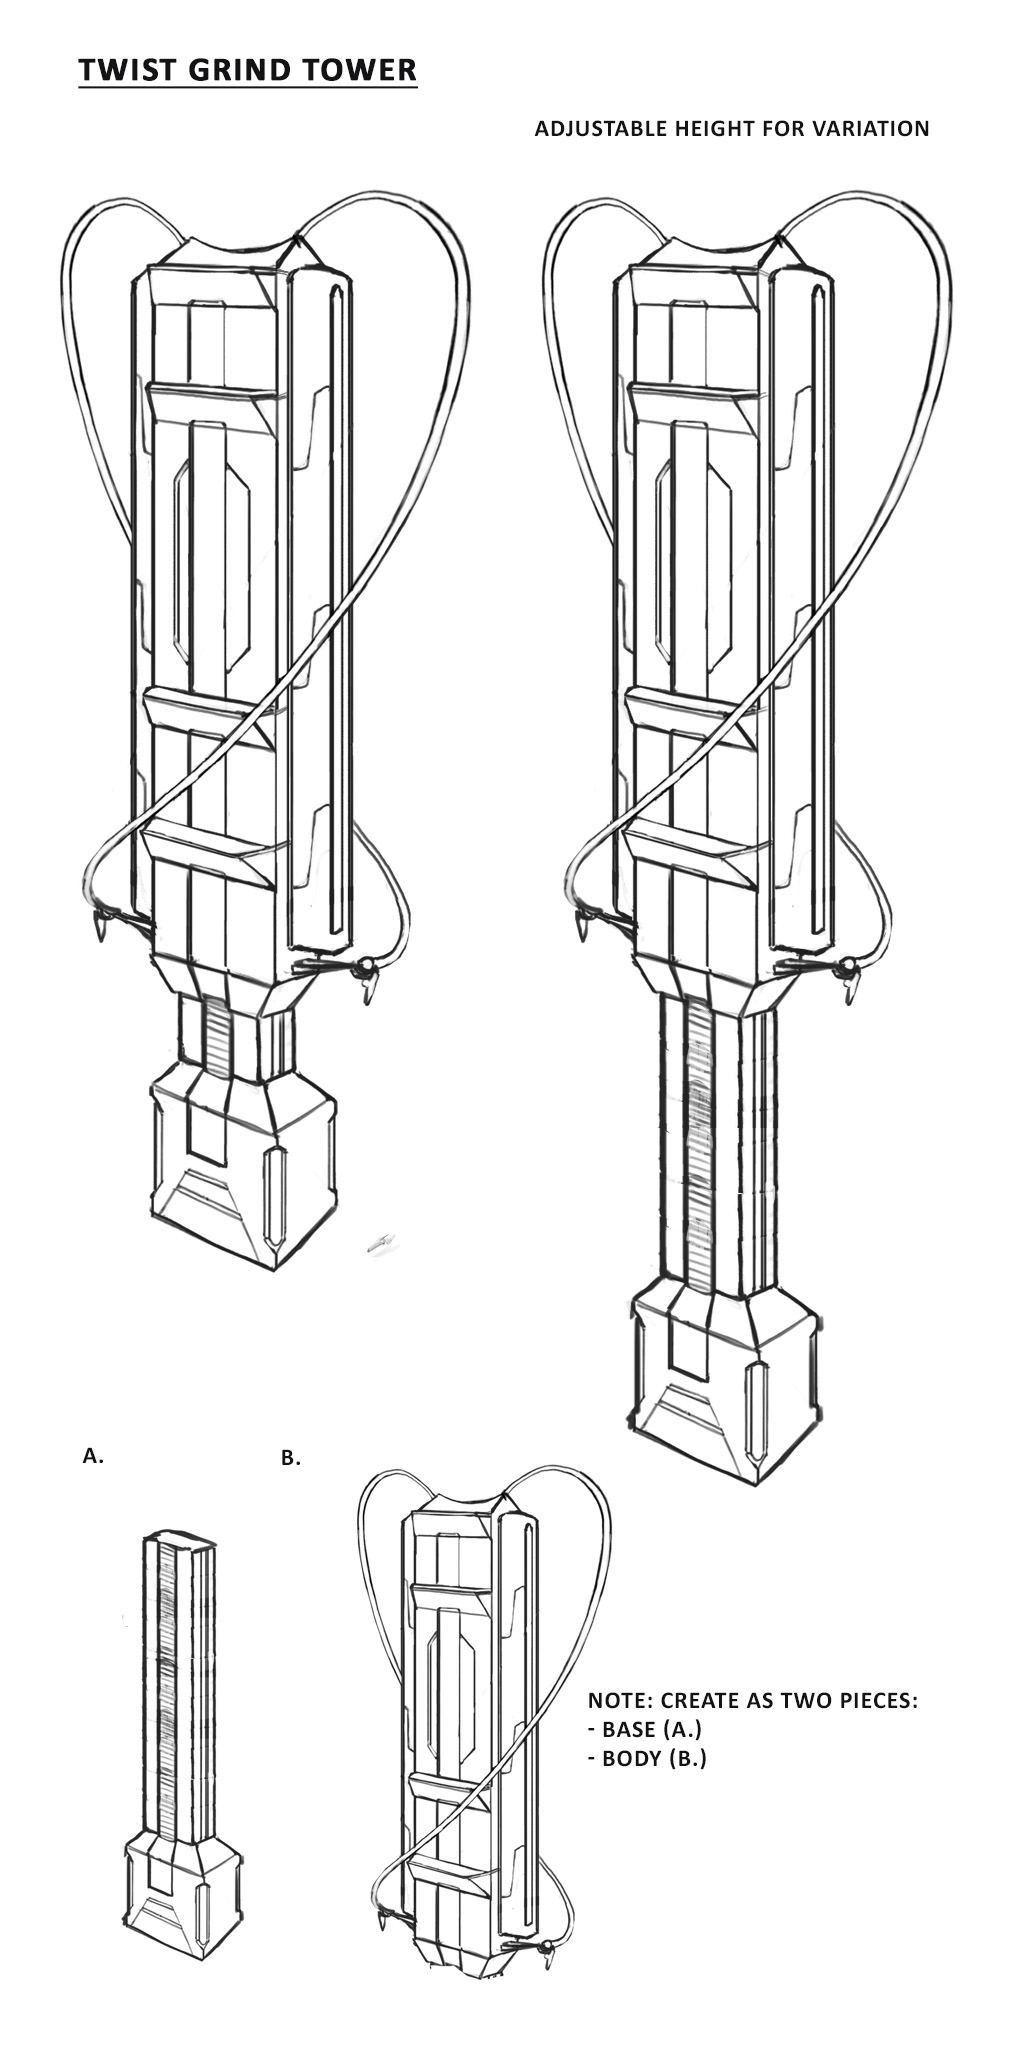 TWIST GRIND TOWER
ADJUSTABLE HEIGHT FOR VARIATION
A.
B.
NOTE: CREATE AS TWO PIECES:
- BASE (A.)
- BODY (B.)